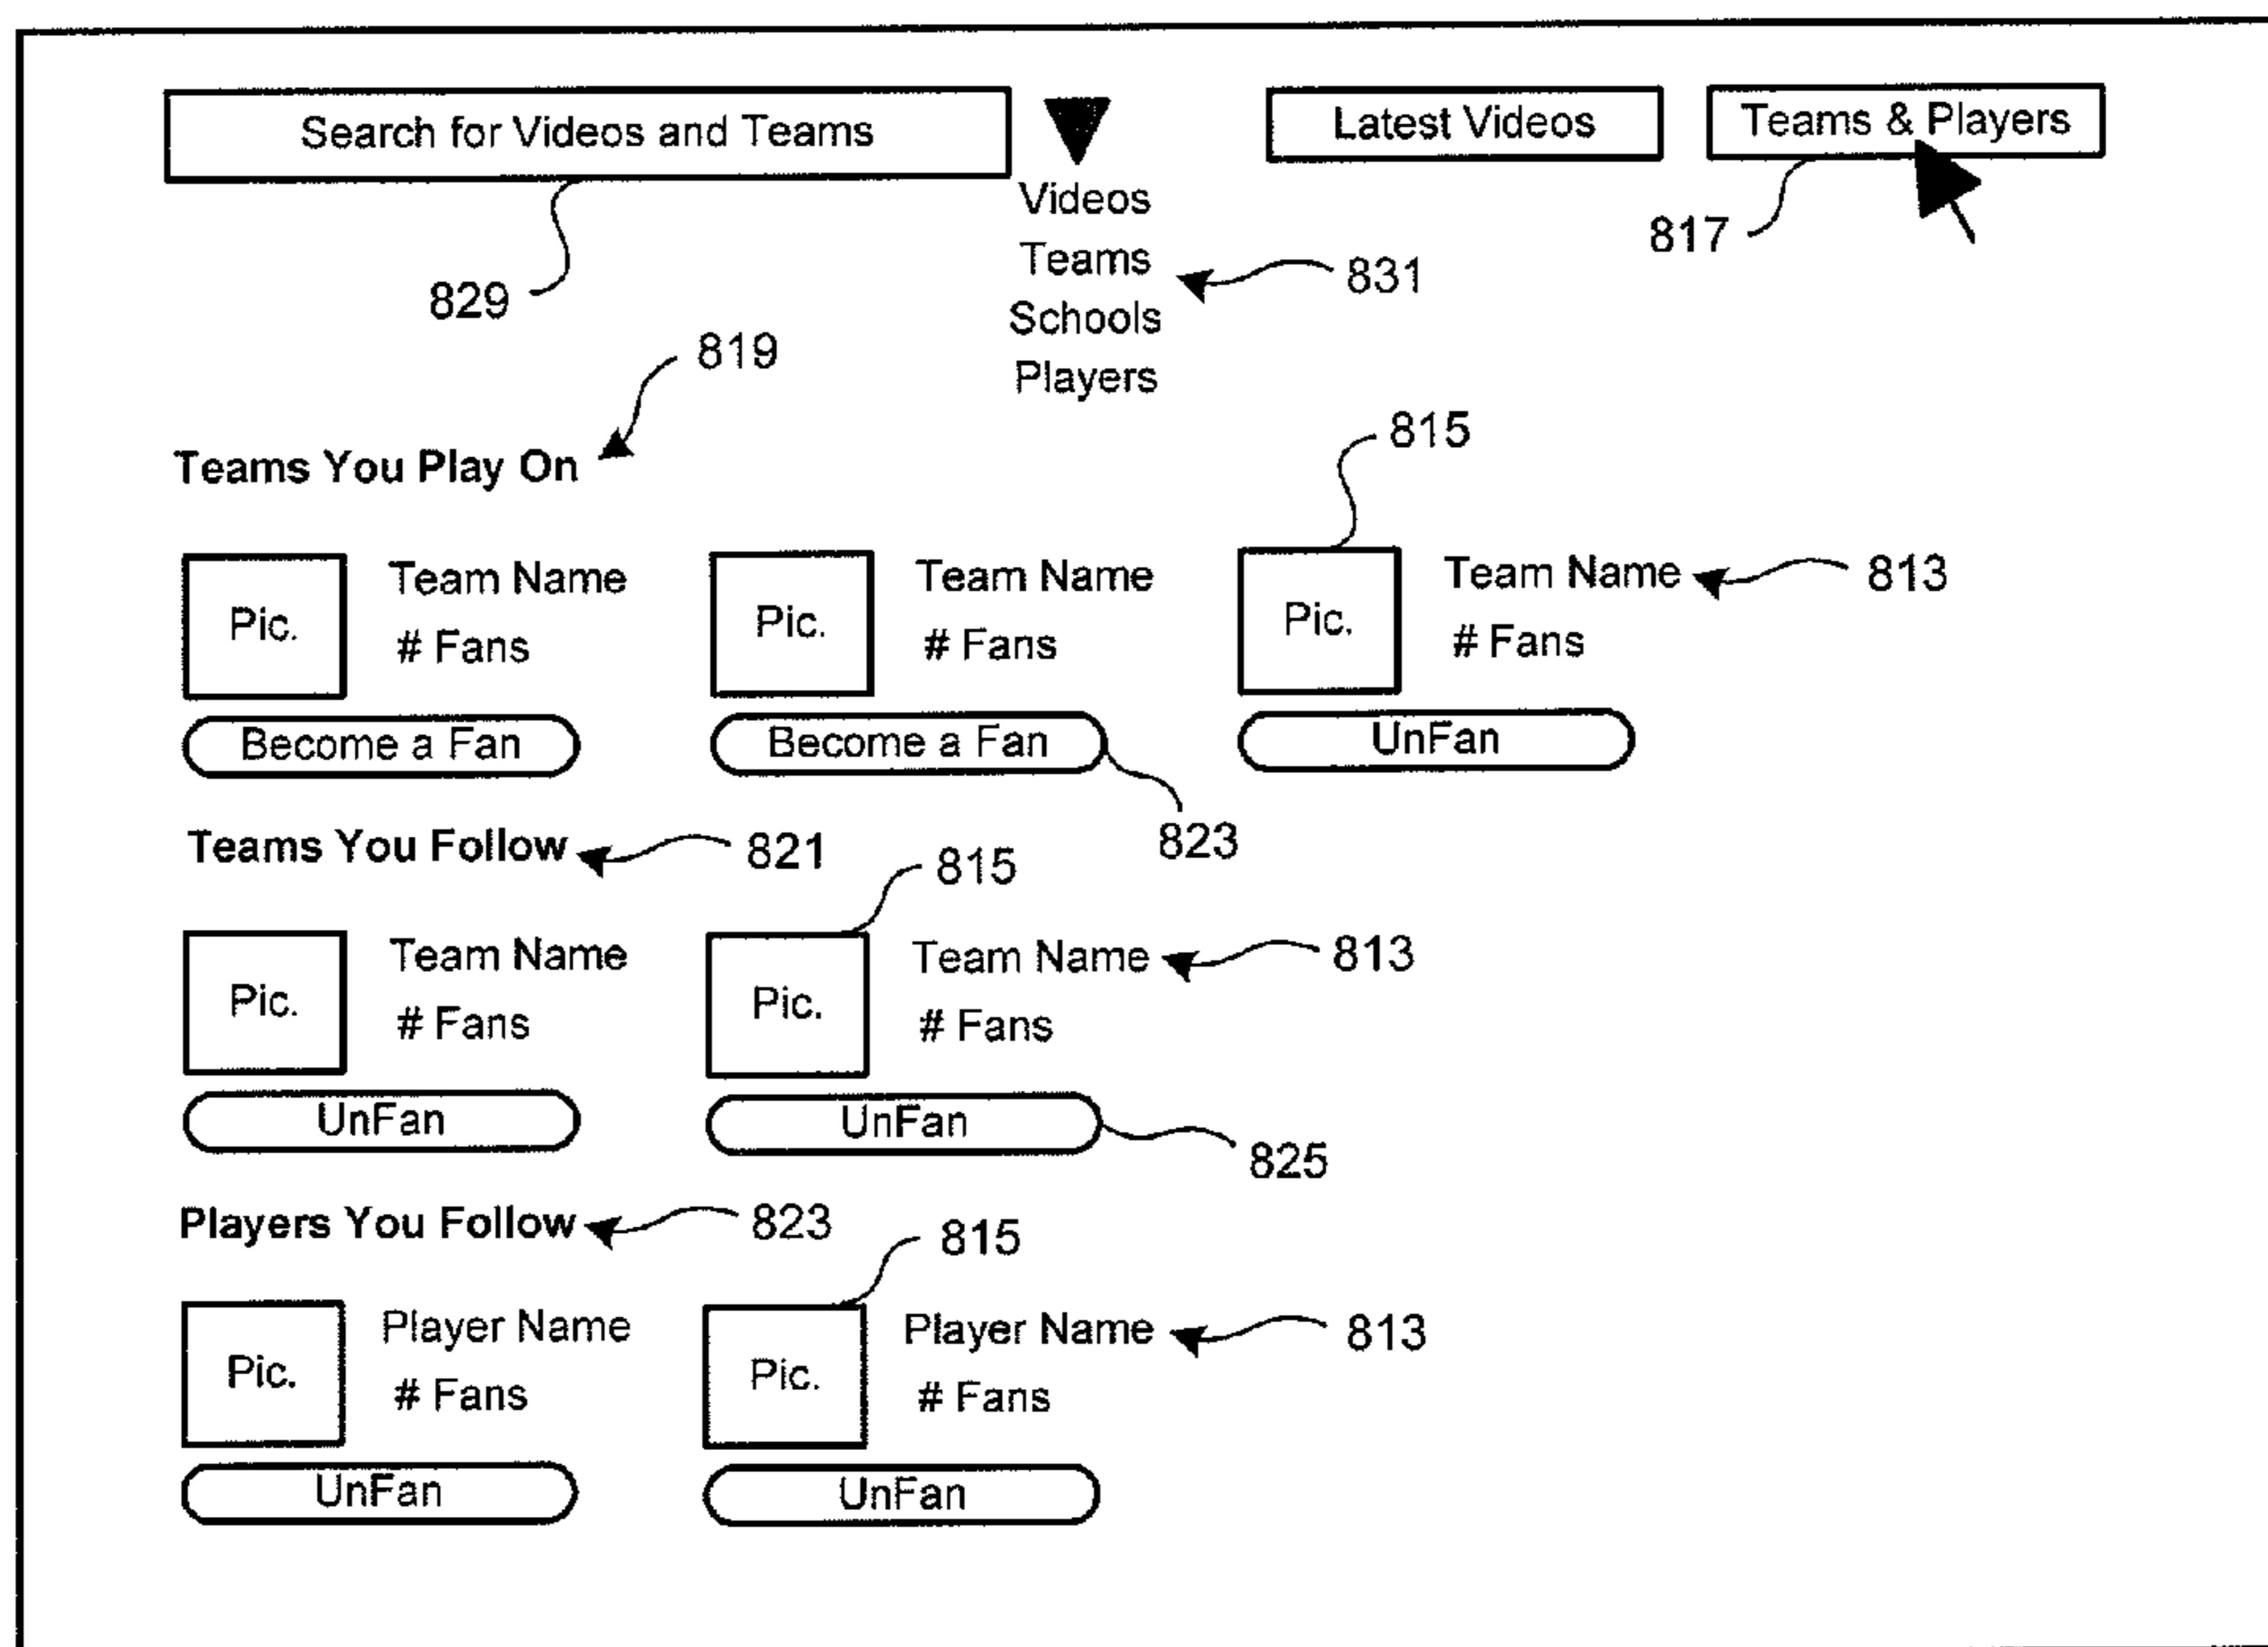 Search for Videos and Teams
Latest Videos
Teams & Players
Videos
817
Teams
831
829
Schools
819
Players
815
Teams You Play On
Pic.
Team Name
# Fans
Pic.
Team Name
# Fans
Pic.
Team Name
813
# Fans
Become a Fan
Become a Fan
UnFan
823
Teams You Follow
821
815
Pic.
Team Name
# Fans
Pic.
Team Name
813
# Fans
UnFan
UnFan
825
Players You Follow
823
815
Pic.
Player Name
# Fans
Pic.
Player Name
813
# Fans
UnFan
UnFan